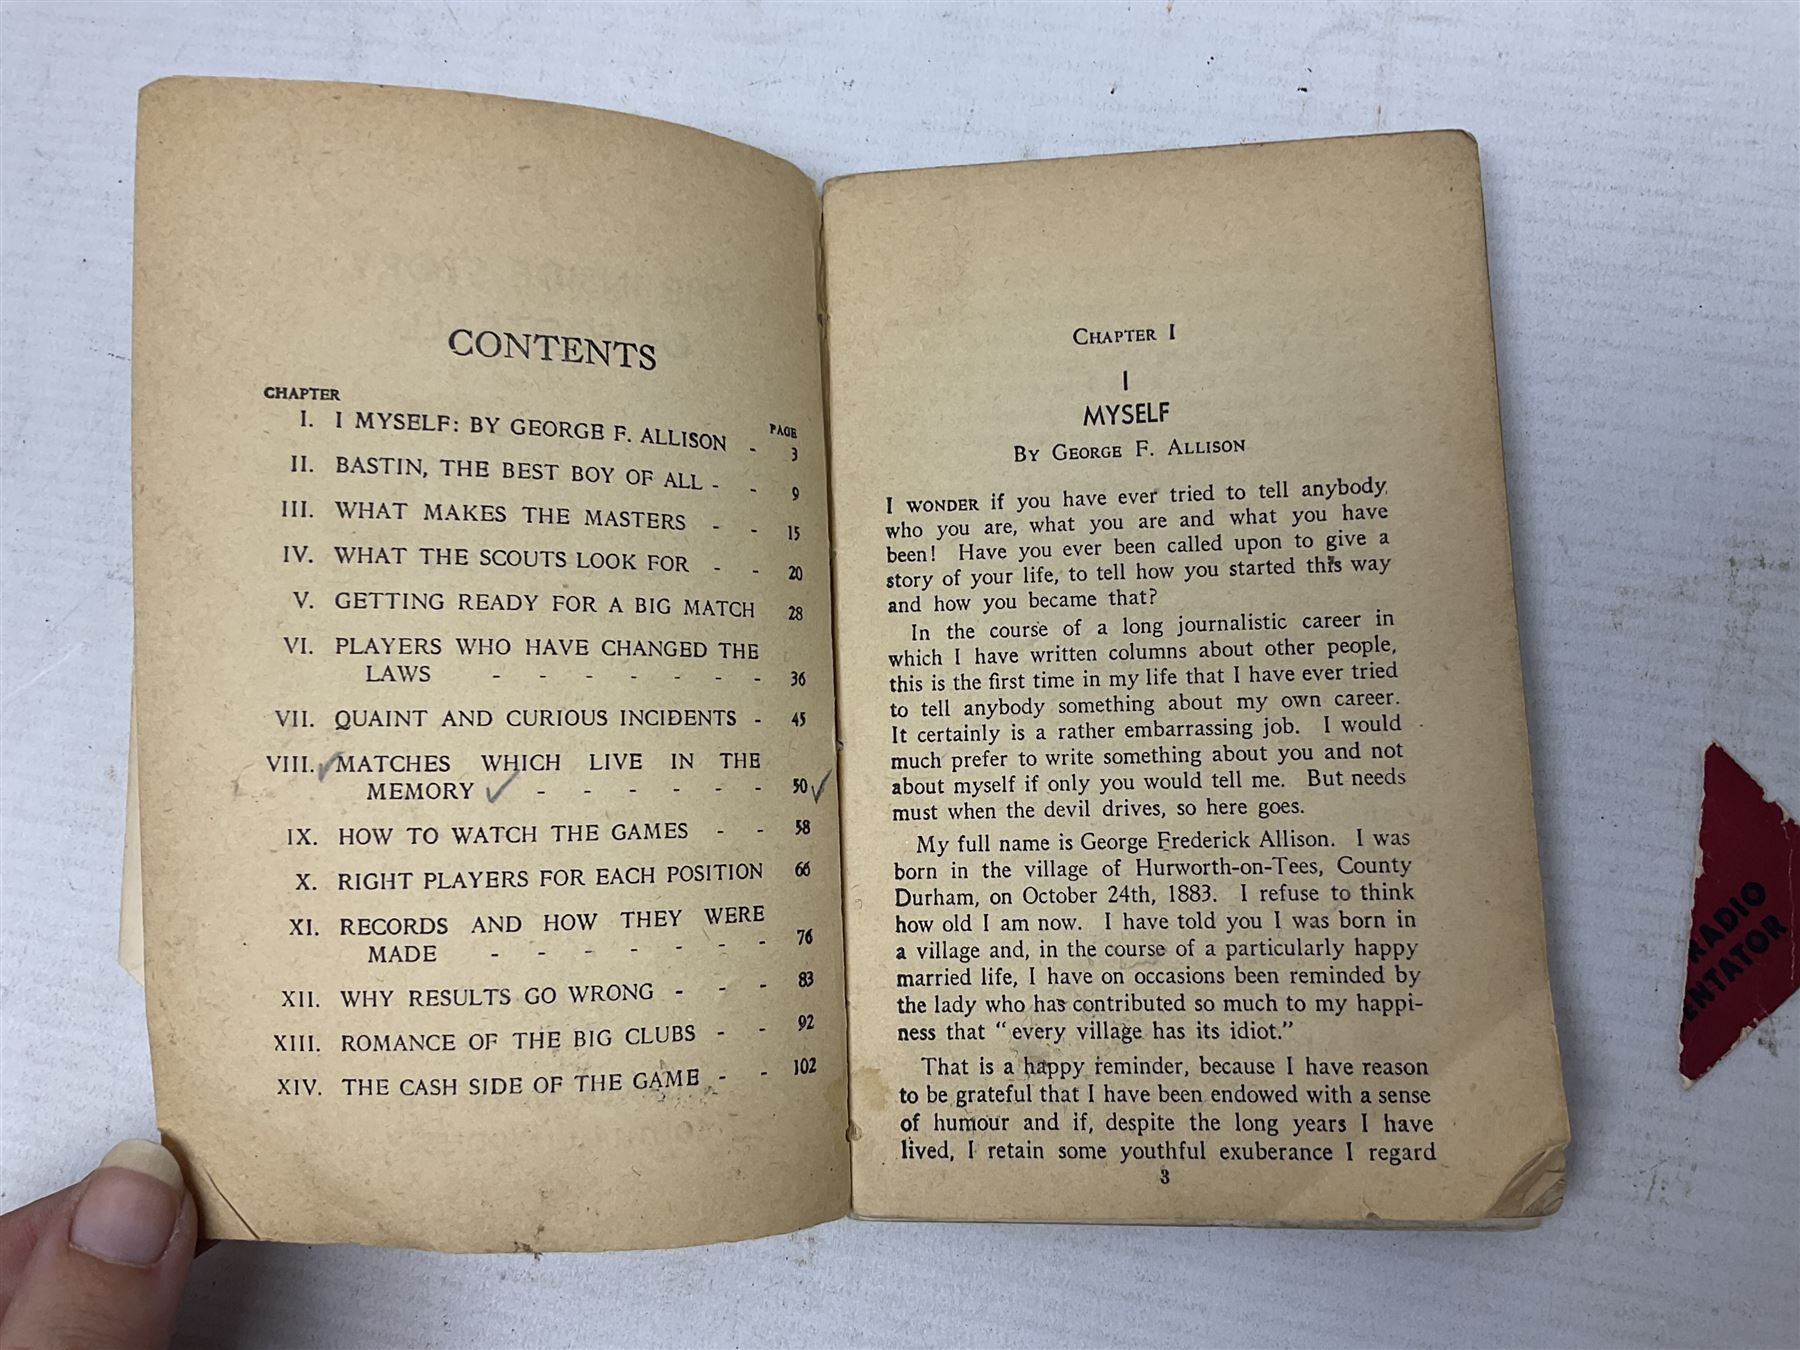 CONTENTS
CHAPTER
PAGE
I. I MYSELF: BY GEORGE F. ALLISON - 3
II. BASTIN, THE BEST BOY OF ALL - - 9
III. WHAT MAKES THE MASTERS - - 15
IV. WHAT THE SCOUTS LOOK FOR - - 20
V. GETTING READY FOR A BIG MATCH 28
VI. PLAYERS WHO HAVE CHANGED THE
LAWS - - - - - - - 36
VII. QUAINT AND CURIOUS INCIDENTS - 45
VIII. MATCHES WHICH LIVE IN THE
MEMORY - - - - - - 50
IX. HOW TO WATCH THE GAMES - - 58
X. RIGHT PLAYERS FOR EACH POSITION 66
XI. RECORDS AND HOW THEY WERE
MADE - - - - - - - 76
XII. WHY RESULTS GO WRONG - - - 83
XIII. ROMANCE OF THE BIG CLUBS - - 92
XIV. THE CASH SIDE OF THE GAME - - 102
CHAPTER I
I
MYSELF
BY GEORGE F. ALLISON
I WONDER if you have ever tried to tell anybody
who you are, what you are and what you have
been! Have you ever been called upon to give a
story of your life, to tell how you started this way
and how you became that?
In the course of a long journalistic career in
which I have written columns about other people,
this is the first time in my life that I have ever tried
to tell anybody something about my own career.
It certainly is a rather embarrassing job. I would
much prefer to write something about you and not
about myself if only you would tell me. But needs
must when the devil drives, so here goes.
My full name is George Frederick Allison. I was
born in the village of Hurworth-on-Tees, County
Durham, on October 24th, 1883. I refuse to think
how old I am now. I have told you I was born in
a village and, in the course of a particularly happy
married life, I have on occasions been reminded by
the lady who has contributed so much to my happi-
ness that "every village has its idiot."
That is a happy reminder, because I have reason
to be grateful that I have been endowed with a sense
of humour and if, despite the long years I have
lived, I retain some youthful exuberance I regard
3
RADIO
ENTATOR